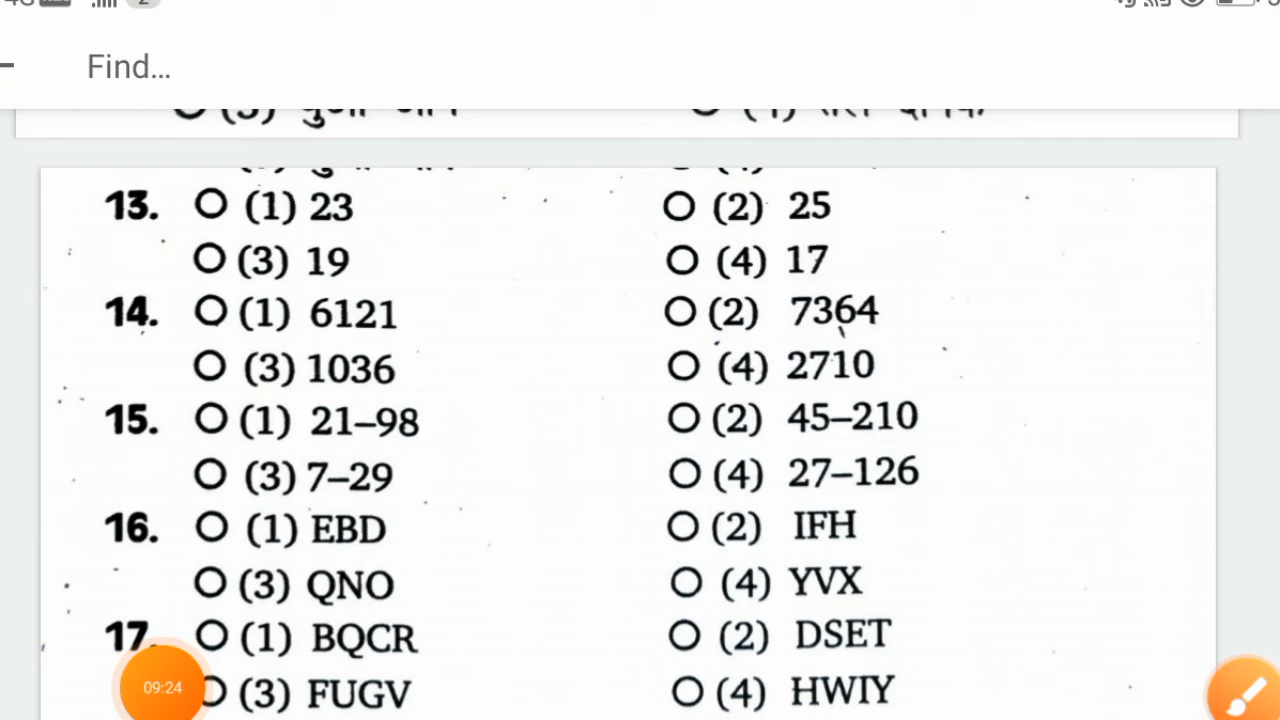 4G
2
Find...
13. (1) 23 (2) 25
(3) 19 (4) 17
14. (1) 6121 (2) 7364
(3) 1036 (4) 2710
15. (1) 21–98 (2) 45–210
(3) 7–29 (4) 27–126
16. (1) EBD (2) IFH
(3) QNO (4) YVX
17. (1) BQCR (2) DSET
09:24 (3) FUGV (4) HWIY